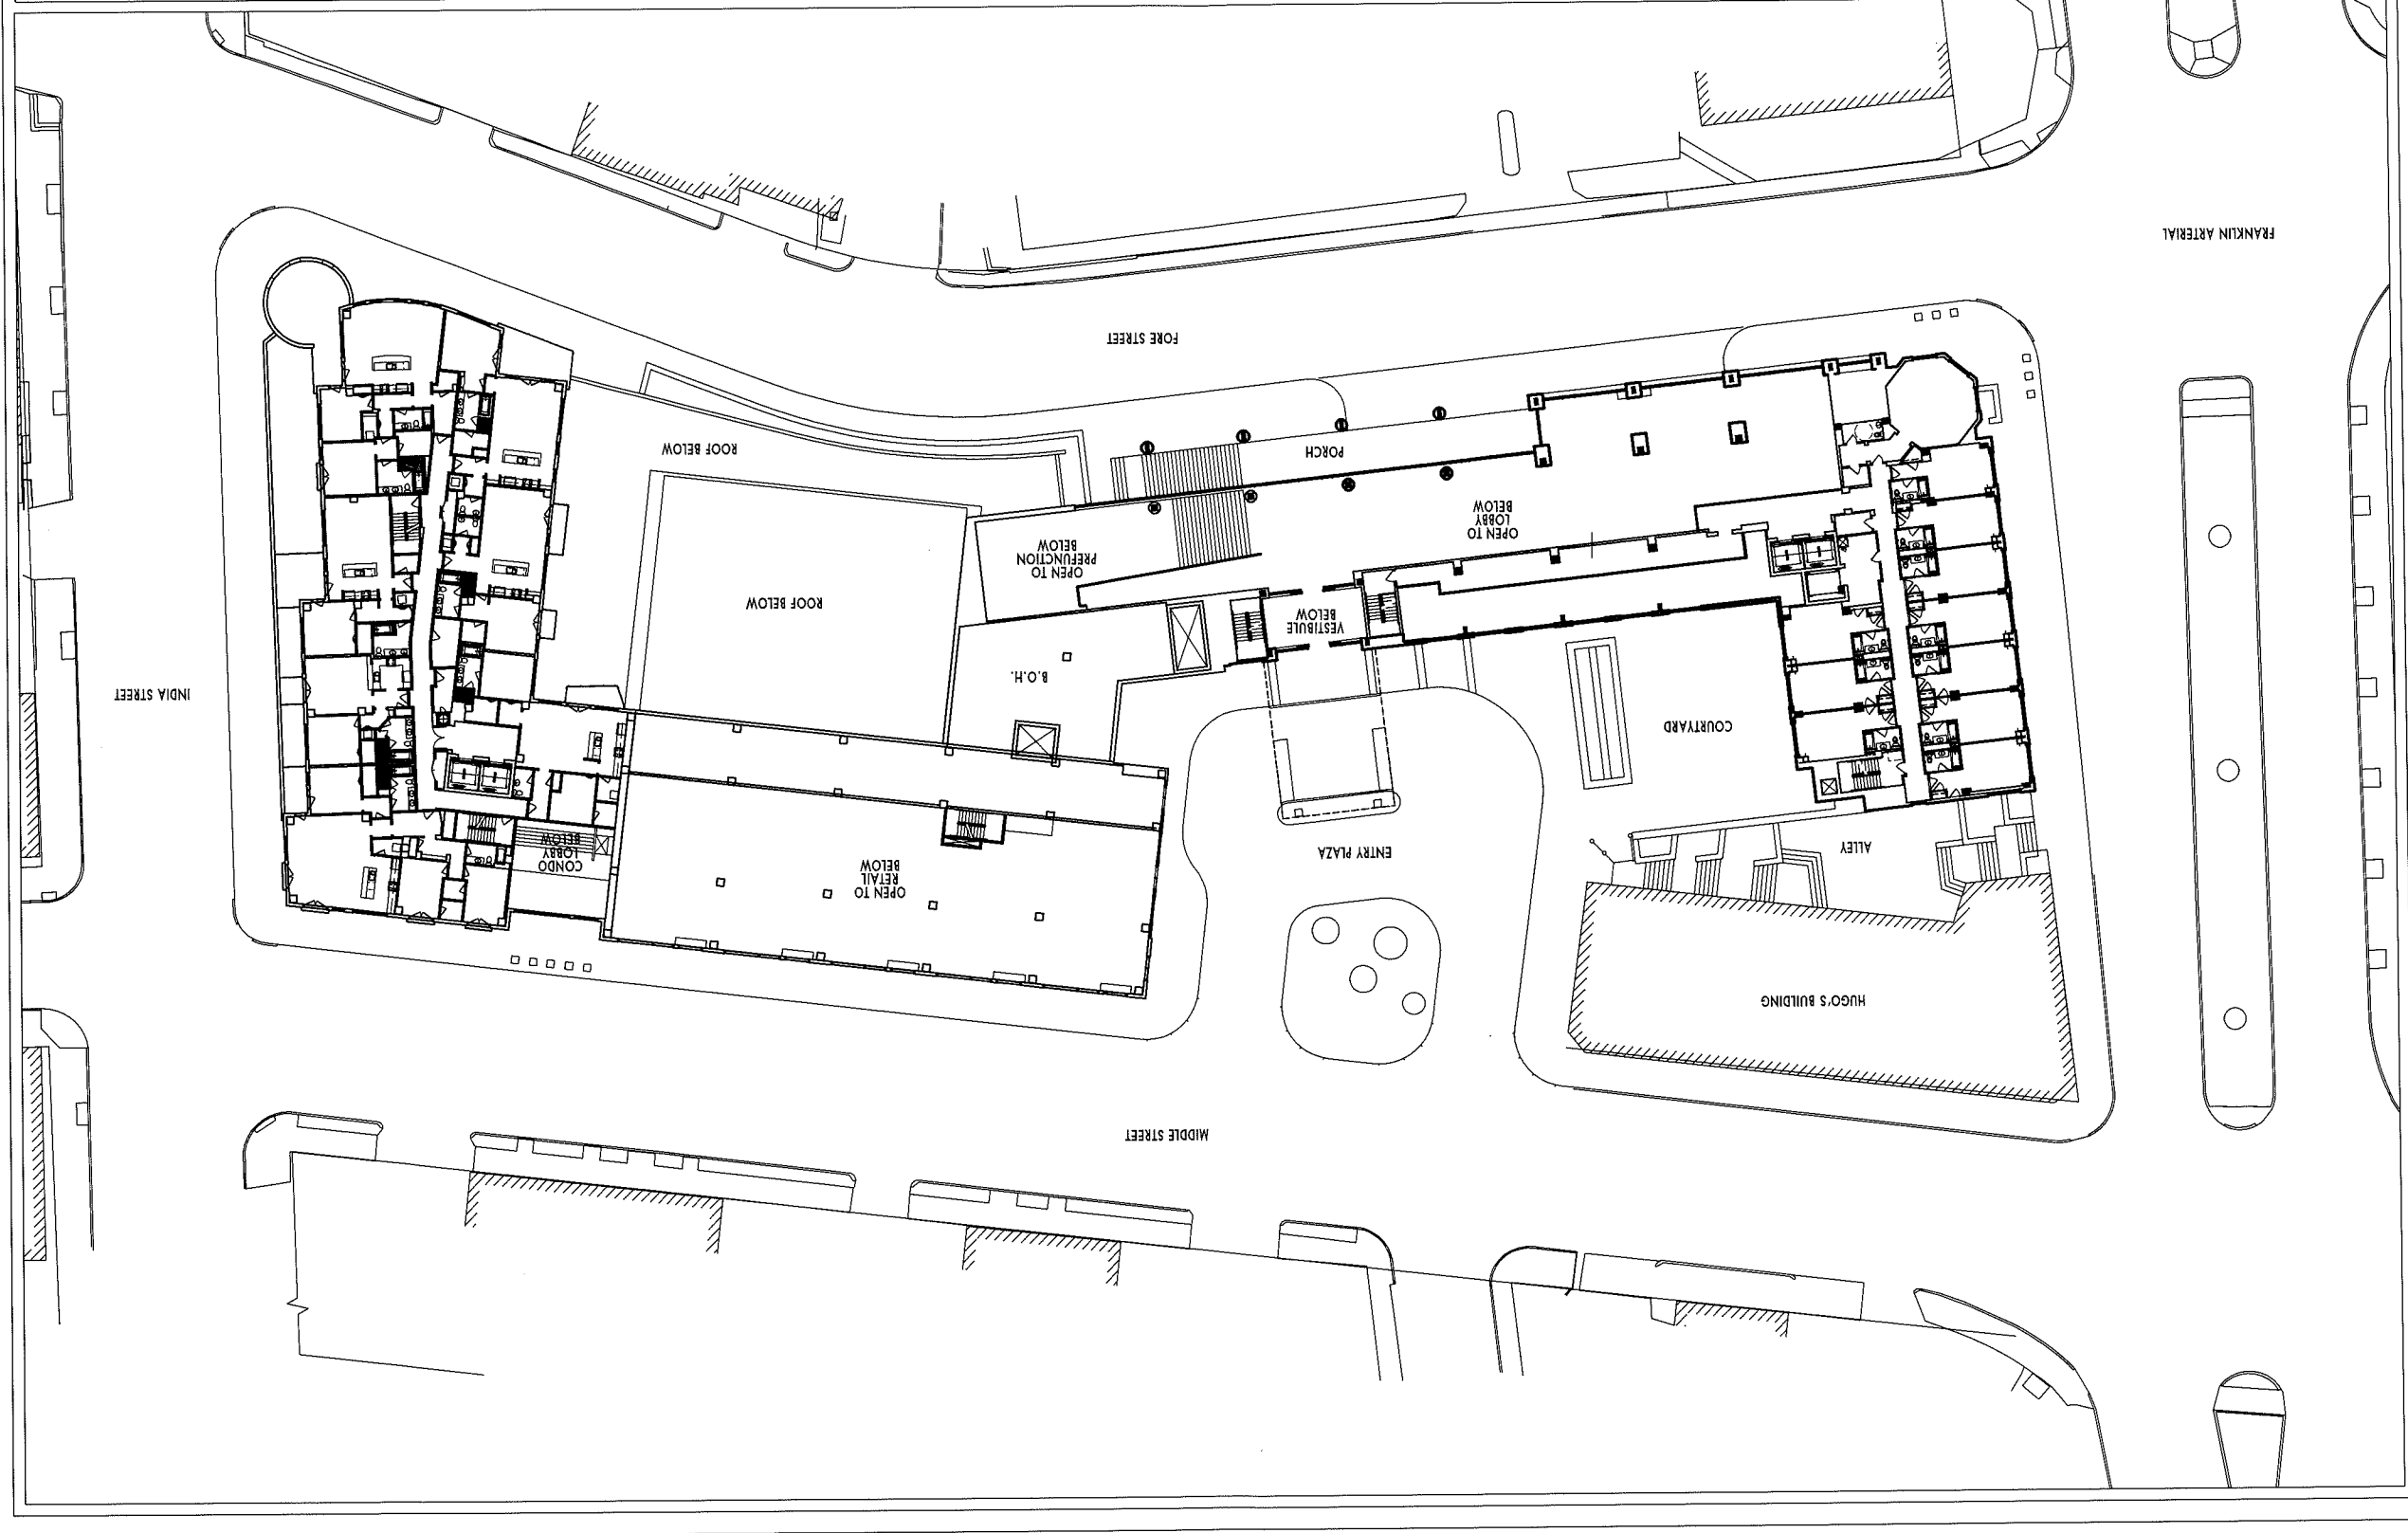 MIDDLE STREET
HUGO'S BUILDING
ALLEY
ENTRY PLAZA
OPEN TO
RETAIL
BELOW
CONDO
LOBBY
BELOW
COURTYARD
INDIA STREET
B.O.H.
VESTIBULE
BELOW
ROOF BELOW
OPEN TO
PREFUNCTION
BELOW
OPEN TO
LOBBY
BELOW
PORCH
ROOF BELOW
FORE STREET
FRANKLIN ARTERIAL